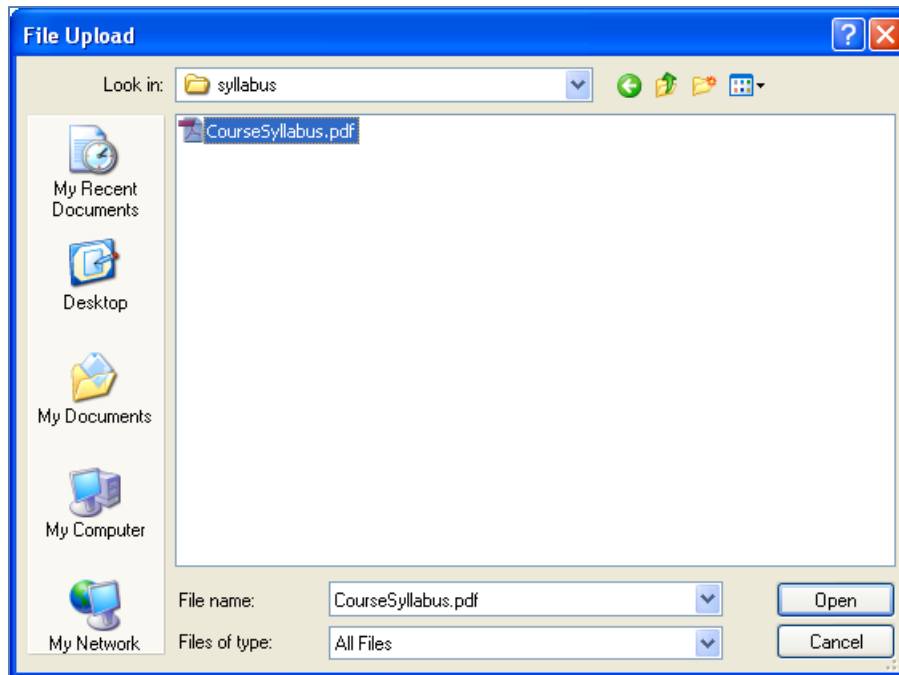 File Upload
Look in: syllabus
CourseSyllabus.pdf
My Recent
Documents
Desktop
My Documents
My Computer
My Network
File name: CourseSyllabus.pdf Open
Files of type: All Files Cancel